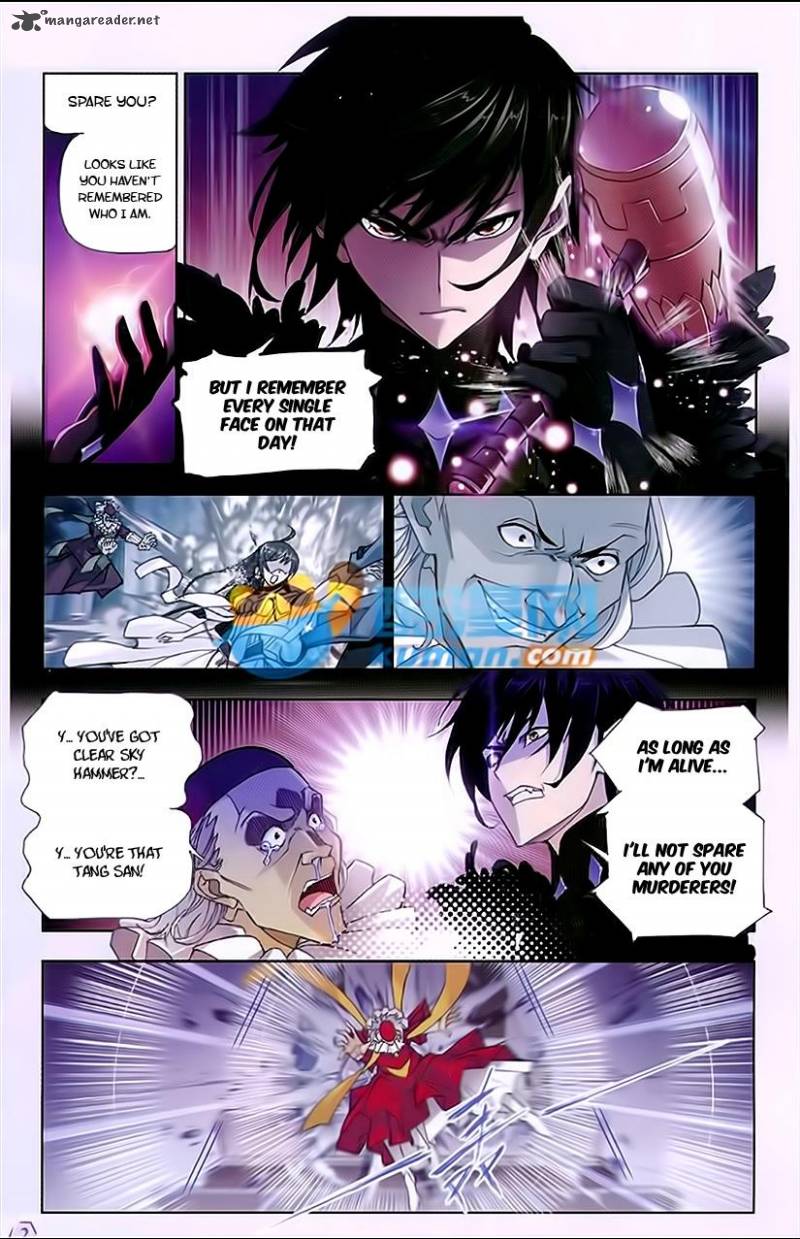 mangareader.net
SPARE YOU?
LOOKS LIKE
YOU HAVEN'T
REMEMBERED
WHO I AM.
BUT I REMEMBER
EVERY SINGLE
FACE ON THAT
DAY!
kuman.com
Y... YOU'VE GOT
CLEAR SKY
HAMMER?...
Y... YOU'RE THAT
TANG SAN!
AS LONG AS
I'M ALIVE...
I'LL NOT SPARE
ANY OF YOU
MURDERERS!
2